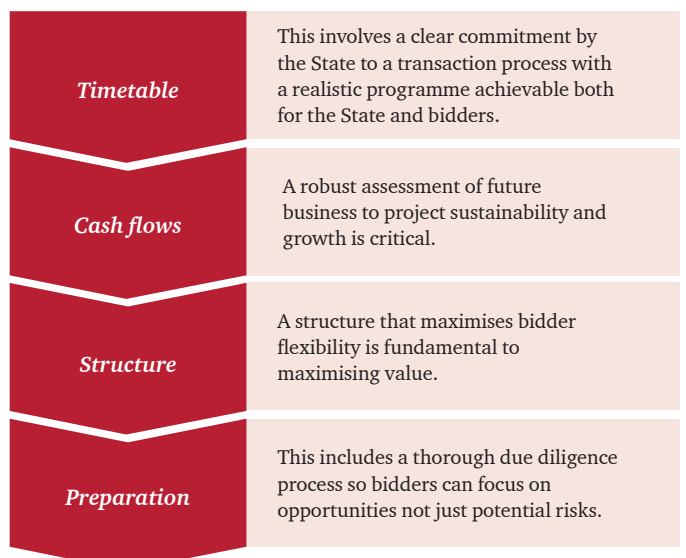 Timetable
This involves a clear commitment by
the State to a transaction process with
a realistic programme achievable both
for the State and bidders.
Cash flows
A robust assessment of future
business to project sustainability and
growth is critical.
Structure
A structure that maximises bidder
flexibility is fundamental to
maximising value.
Preparation
This includes a thorough due diligence
process so bidders can focus on
opportunities not just potential risks.